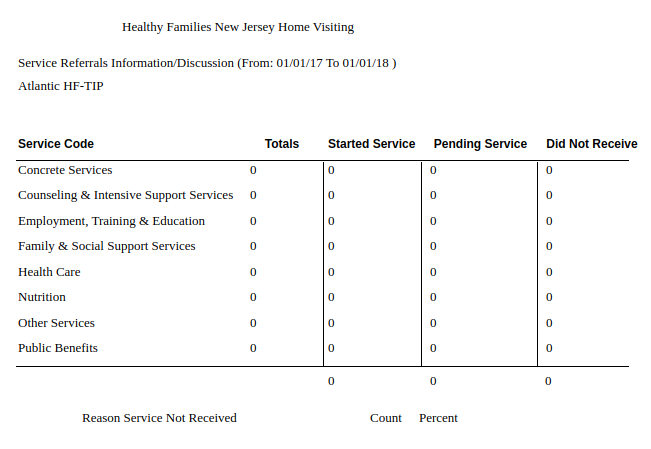 Healthy Families New Jersey Home Visiting
Service Referrals Information/Discussion (From: 01/01/17 To 01/01/18 )
Atlantic HF-TIP
Service Code Totals Started Service Pending Service Did Not Receive
Concrete Services 0 0 0 0
Counseling & Intensive Support Services 0 0 0 0
Employment, Training & Education 0 0 0 0
Family & Social Support Services 0 0 0 0
Health Care 0 0 0 0
Nutrition 0 0 0 0
Other Services 0 0 0 0
Public Benefits 0 0 0 0
0 0 0
Reason Service Not Received Count Percent